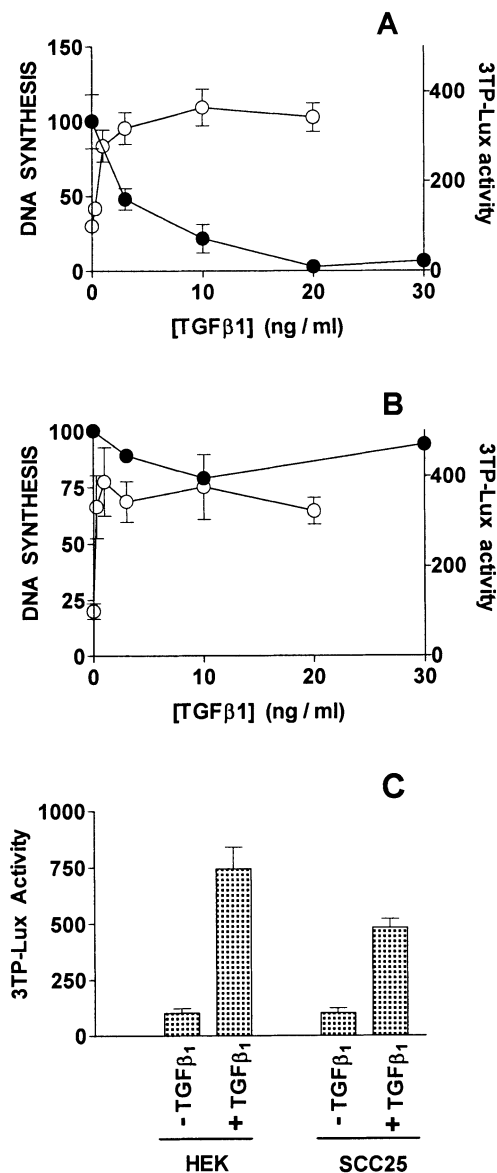 A
150
100
50
0
DNA SYNTHESIS
400
200
0
3TP-Lux activity
0 10 20 30
[TGFβ1] (ng / ml)
B
100
75
50
25
0
DNA SYNTHESIS
400
200
0
3TP-Lux activity
0 10 20 30
[TGFβ1] (ng / ml)
C
1000
750
500
250
0
3TP-Lux Activity
- TGFβ1
+ TGFβ1
- TGFβ1
+ TGFβ1
HEK SCC25